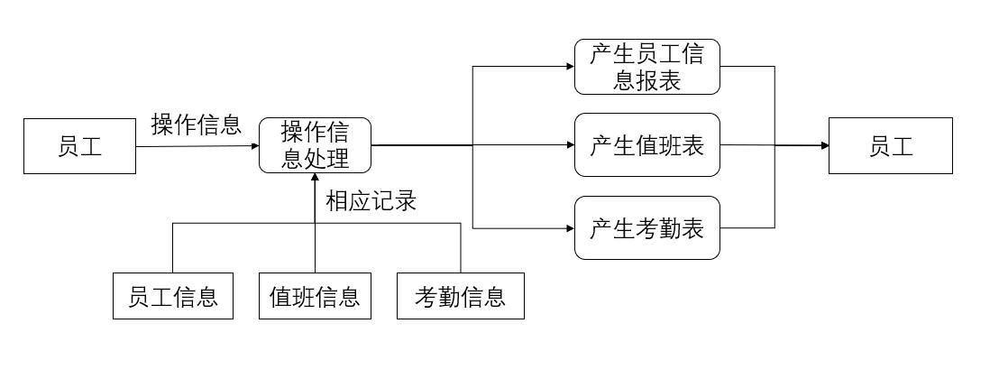 产生员工信
息报表
员工
操作信息
操作信
息处理
产生值班表
员工
相应记录
产生考勤表
员工信息
值班信息
考勤信息